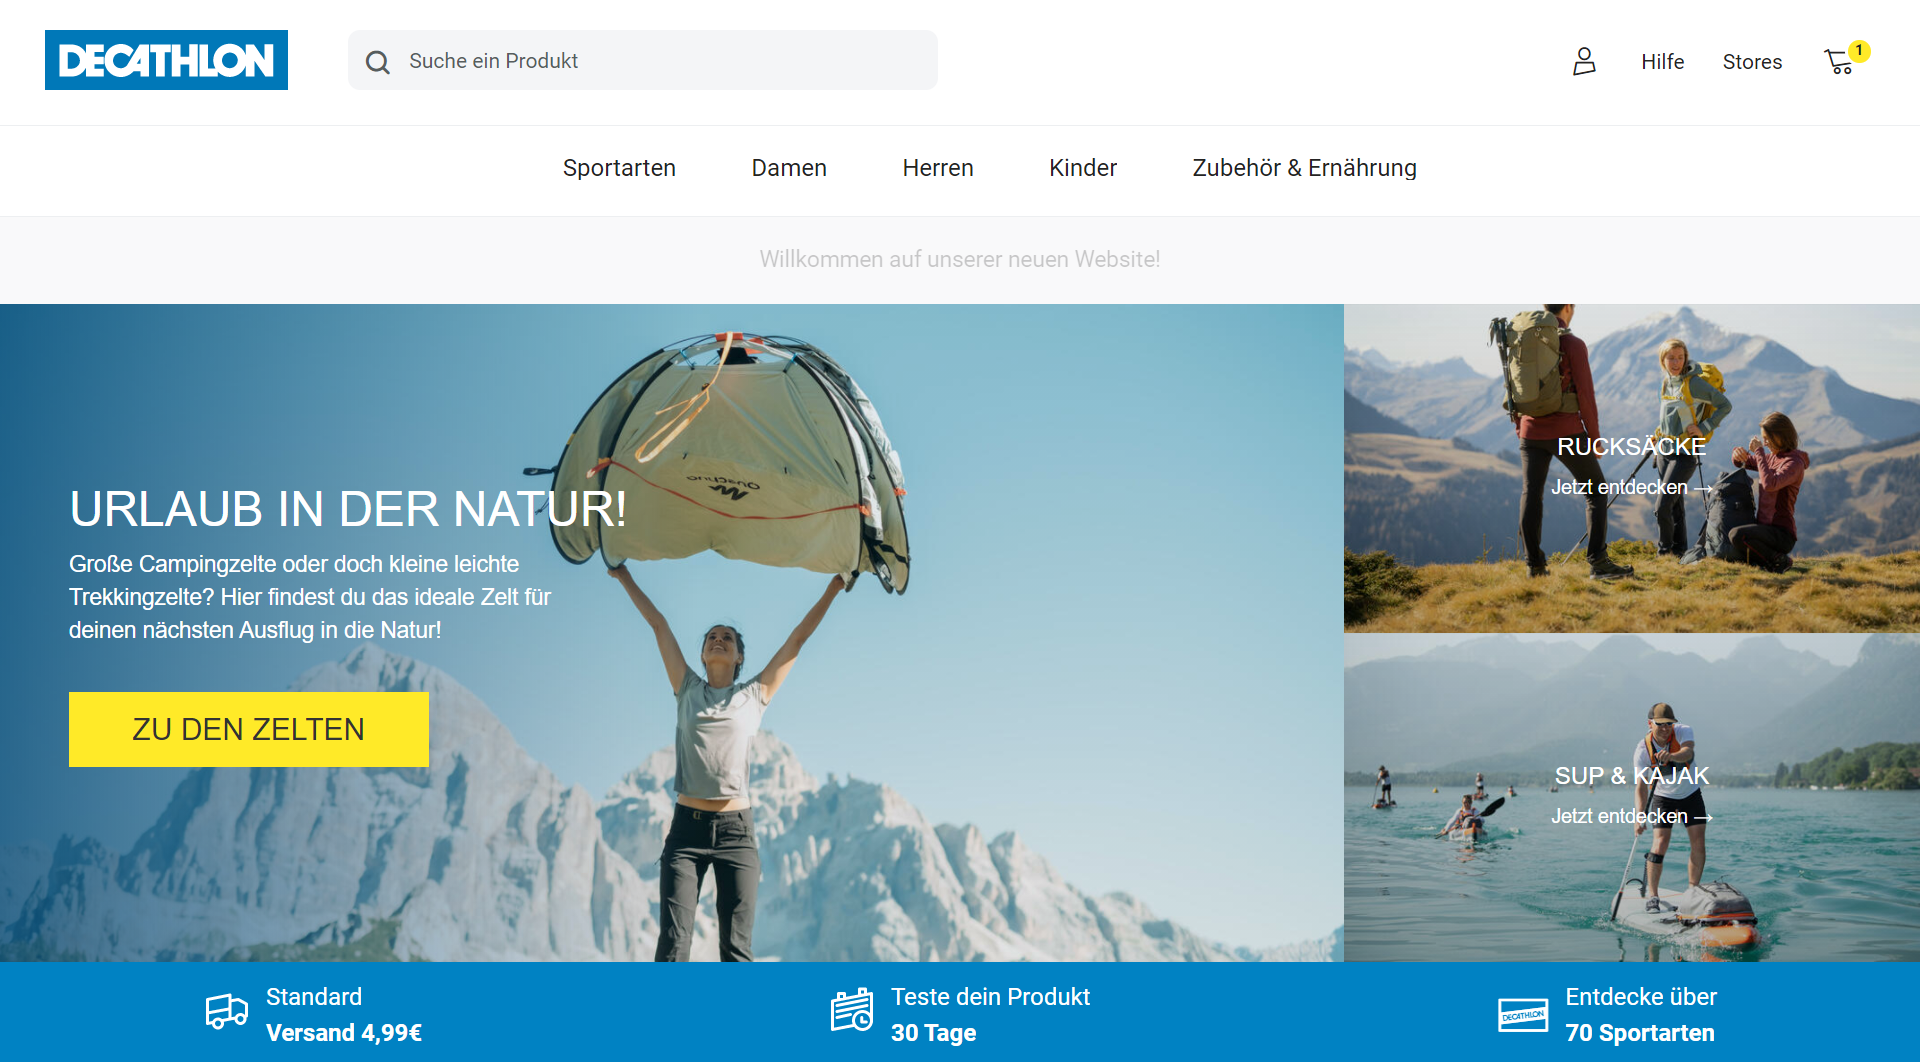 DECATHLON
Suche ein Produkt
Hilfe
Stores
1
Sportarten
Damen
Herren
Kinder
Zubehör & Ernährung
Willkommen auf unserer neuen Website!
Quechua
URLAUB IN DER NATUR!
Große Campingzelte oder doch kleine leichte
Trekkingzelte? Hier findest du das ideale Zelt für
deinen nächsten Ausflug in die Natur!
ZU DEN ZELTEN
RUCKSÄCKE
Jetzt entdecken →
SUP & KAJAK
Jetzt entdecken →
Standard
Versand 4,99€
Teste dein Produkt
30 Tage
DECATHLON
Entdecke über
70 Sportarten